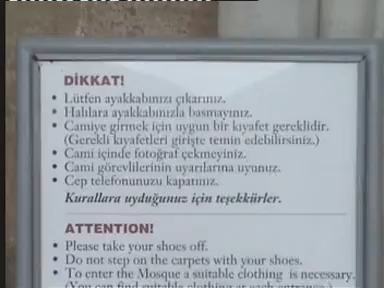 DİKKAT!
• Lütfen ayakkabınızı çıkarınız.
• Halılara ayakkabınızla basmayınız.
• Camiye girmek için uygun bir kıyafet gereklidir.
(Gerekli kıyafetleri girişte temin edebilirsiniz.)
• Cami içinde fotoğraf çekmeyiniz.
• Cami görevlilerinin uyarılarına uyunuz.
• Cep telefonunuzu kapatınız.
Kurallara uyduğunuz için teşekkürler.
ATTENTION!
• Please take your shoes off.
• Do not step on the carpets with your shoes.
• To enter the Mosque a suitable clothing is necessary.
(You can find suitable clothing at each entrance.)